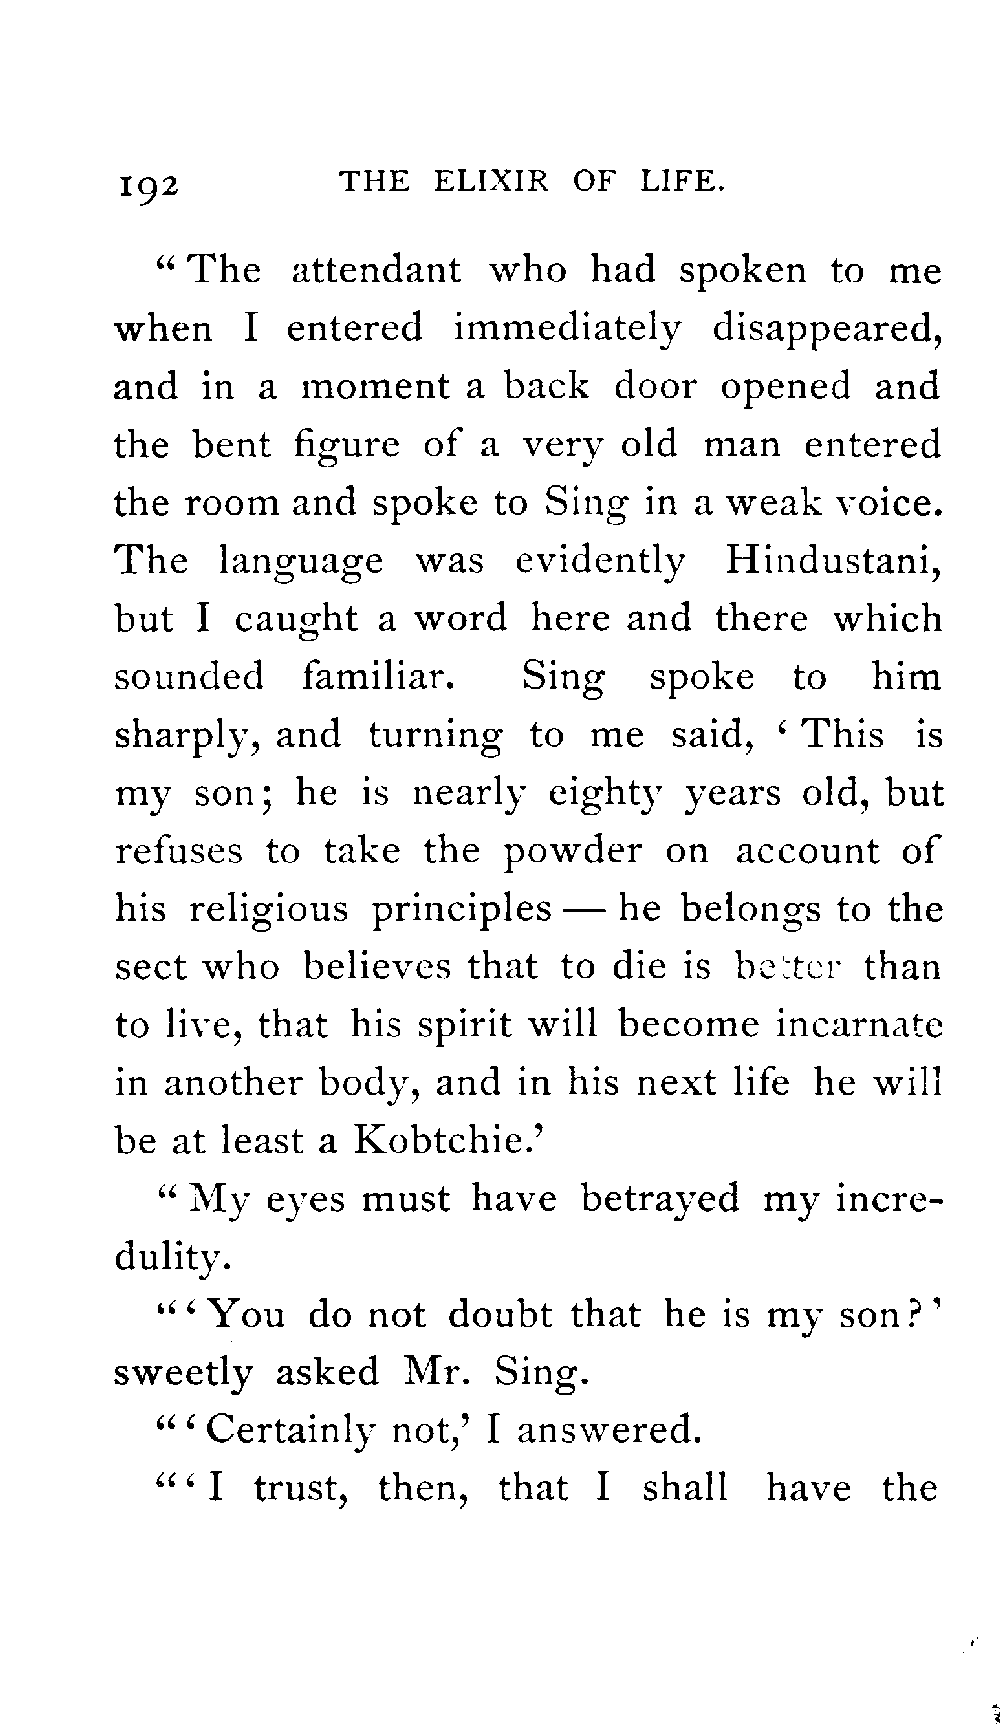 192 THE ELIXIR OF LIFE.
“ The attendant who had spoken to me
when I entered immediately disappeared,
and in a moment a back door opened and
the bent figure of a very old man entered
the room and spoke to Sing in a weak voice.
The language was evidently Hindustani,
but I caught a word here and there which
sounded familiar. Sing spoke to him
sharply, and turning to me said, ‘ This is
my son; he is nearly eighty years old, but
refuses to take the powder on account of
his religious principles — he belongs to the
sect who believes that to die is better than
to live, that his spirit will become incarnate
in another body, and in his next life he will
be at least a Kobtchie.’
“ My eyes must have betrayed my incre-
dulity.
“ ‘ You do not doubt that he is my son?’
sweetly asked Mr. Sing.
“ ‘ Certainly not,’ I answered.
“ ‘ I trust, then, that I shall have the